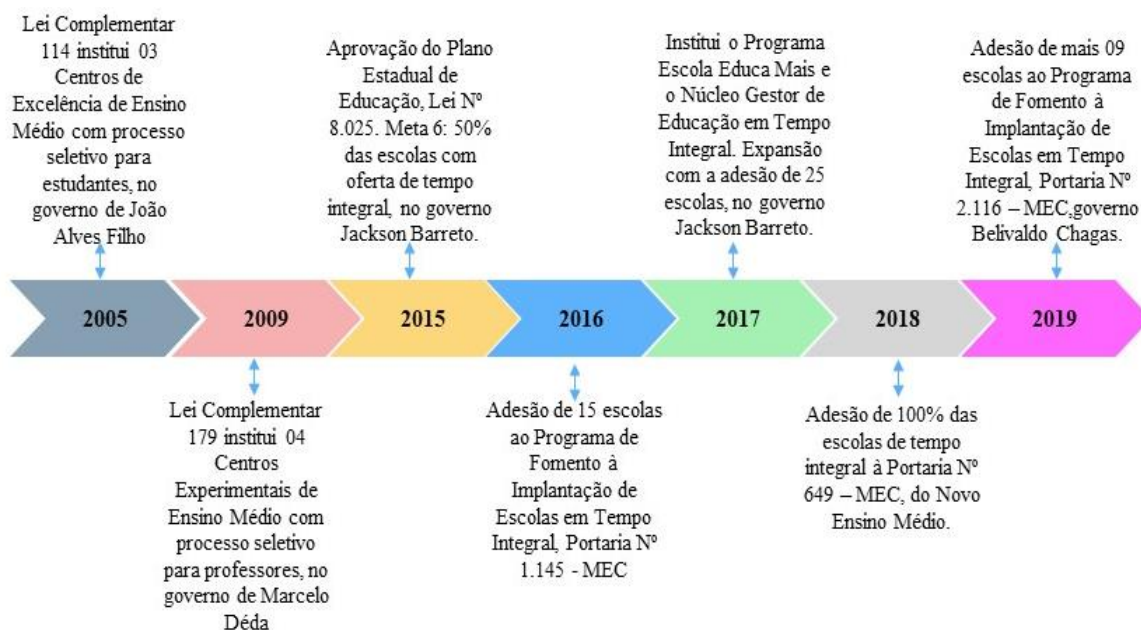 Lei Complementar
114 institui 03
Centros de
Excelência de Ensino
Médio com processo
seletivo para
estudantes, no
governo de João
Alves Filho
Aprovação do Plano
Estadual de
Educação, Lei Nº
8.025. Meta 6: 50%
das escolas com
oferta de tempo
integral, no governo
Jackson Barreto.
Institui o Programa
Escola Educa Mais e
o Núcleo Gestor de
Educação em Tempo
Integral. Expansão
com a adesão de 25
escolas, no governo
Jackson Barreto.
Adesão de mais 09
escolas ao Programa
de Fomento à
Implantação de
Escolas em Tempo
Integral, Portaria Nº
2.116 – MEC,governo
Belivaldo Chagas.
2005
2009
2015
2016
2017
2018
2019
Lei Complementar
179 institui 04
Centros
Experimentais de
Ensino Médio com
processo seletivo
para professores, no
governo de Marcelo
Déda
Adesão de 15 escolas
ao Programa de
Fomento à
Implantação de
Escolas em Tempo
Integral, Portaria Nº
1.145 - MEC
Adesão de 100% das
escolas de tempo
integral à Portaria Nº
649 – MEC, do Novo
Ensino Médio.